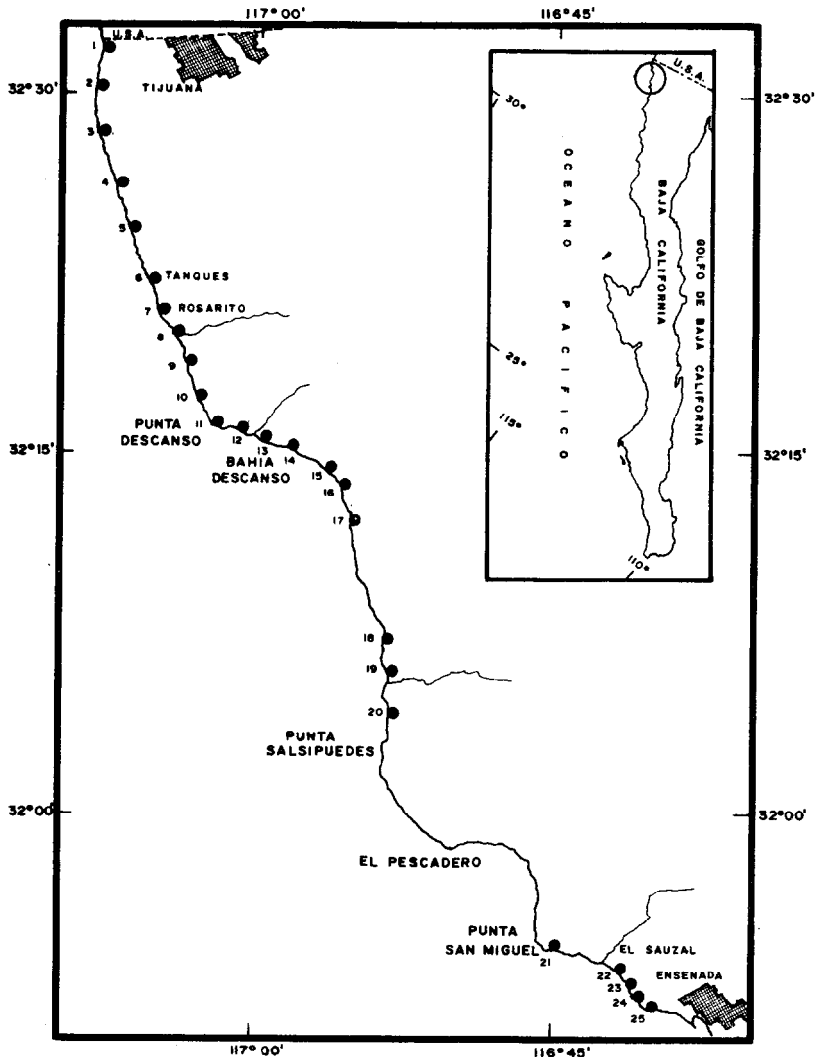 117° 00'
116° 45'
1
U.S.A.
2
TIJUANA
32° 30'
32° 30'
3
4
5
6
TANQUES
7
ROSARITO
8
9
10
PUNTA
DESCANSO
11
12
13
14
BAHIA
DESCANSO
15
16
17
32° 15'
32° 15'
18
19
20
PUNTA
SALSIPUEDES
32° 00'
32° 00'
EL PESCADERO
PUNTA
SAN MIGUEL
21
EL SAUZAL
22
ENSENADA
23
24
25
117° 00'
116° 45'
U.S.A.
30°
OCEANO PACIFICO
BAJA CALIFORNIA
GOLFO DE BAJA CALIFORNIA
25°
115°
110°